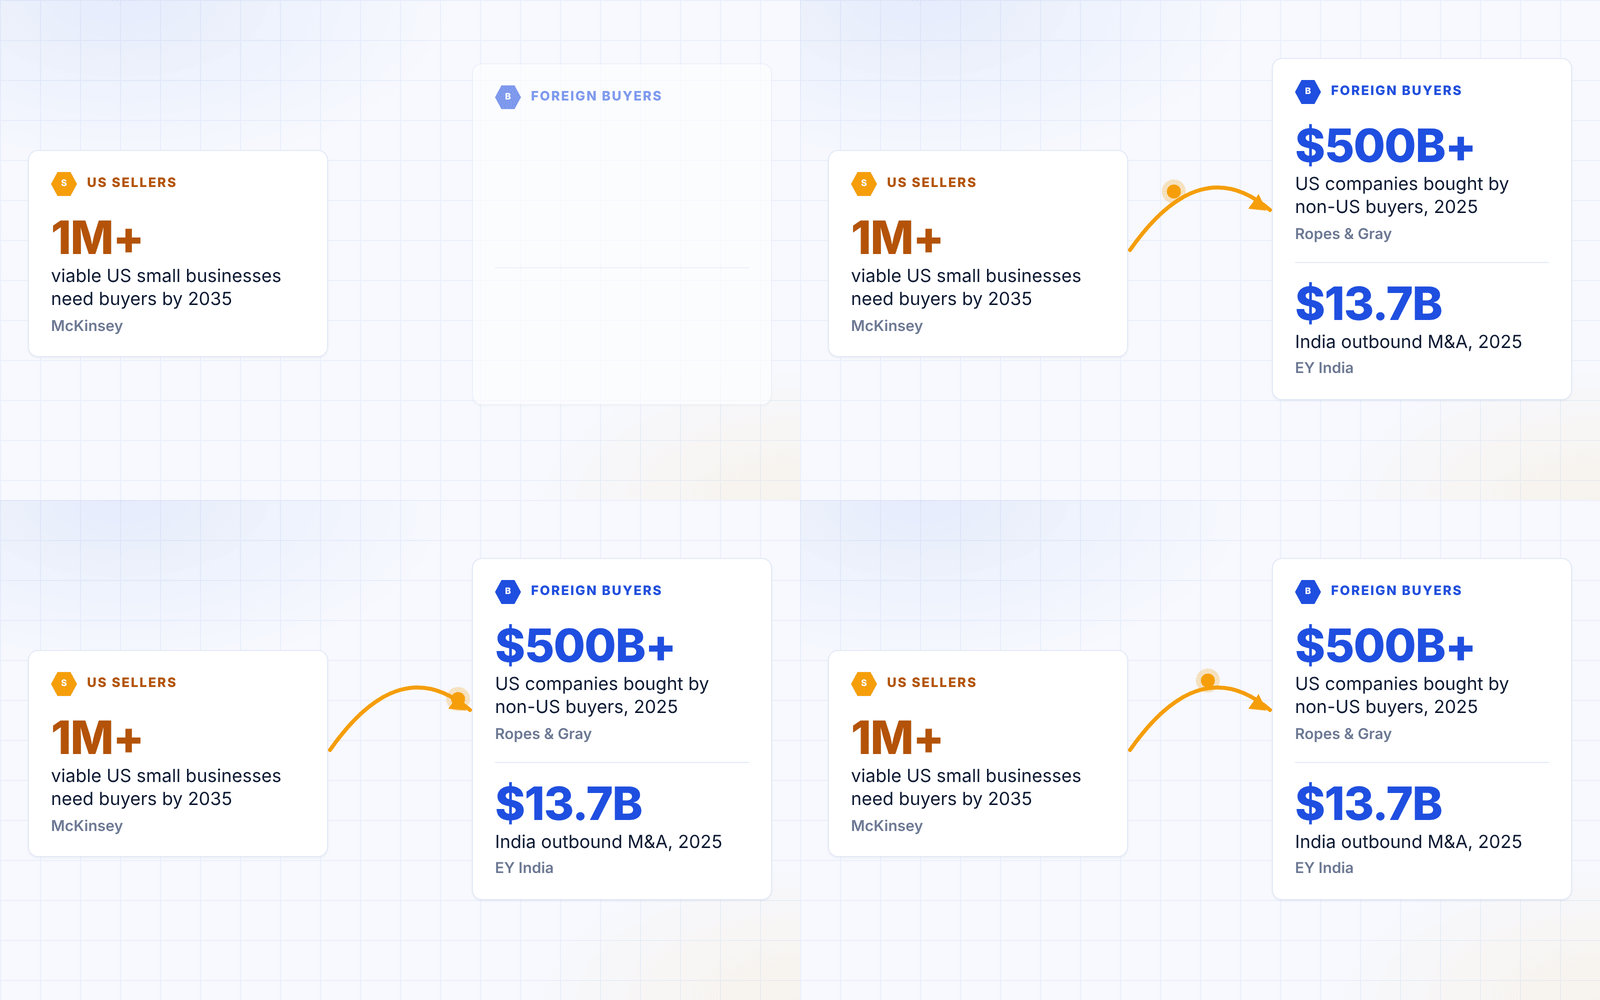 S US SELLERS
1M+
viable US small businesses
need buyers by 2035
McKinsey
B FOREIGN BUYERS
S US SELLERS
1M+
viable US small businesses
need buyers by 2035
McKinsey
B FOREIGN BUYERS
$500B+
US companies bought by
non-US buyers, 2025
Ropes & Gray
$13.7B
India outbound M&A, 2025
EY India
S US SELLERS
1M+
viable US small businesses
need buyers by 2035
McKinsey
B FOREIGN BUYERS
$500B+
US companies bought by
non-US buyers, 2025
Ropes & Gray
$13.7B
India outbound M&A, 2025
EY India
S US SELLERS
1M+
viable US small businesses
need buyers by 2035
McKinsey
B FOREIGN BUYERS
$500B+
US companies bought by
non-US buyers, 2025
Ropes & Gray
$13.7B
India outbound M&A, 2025
EY India